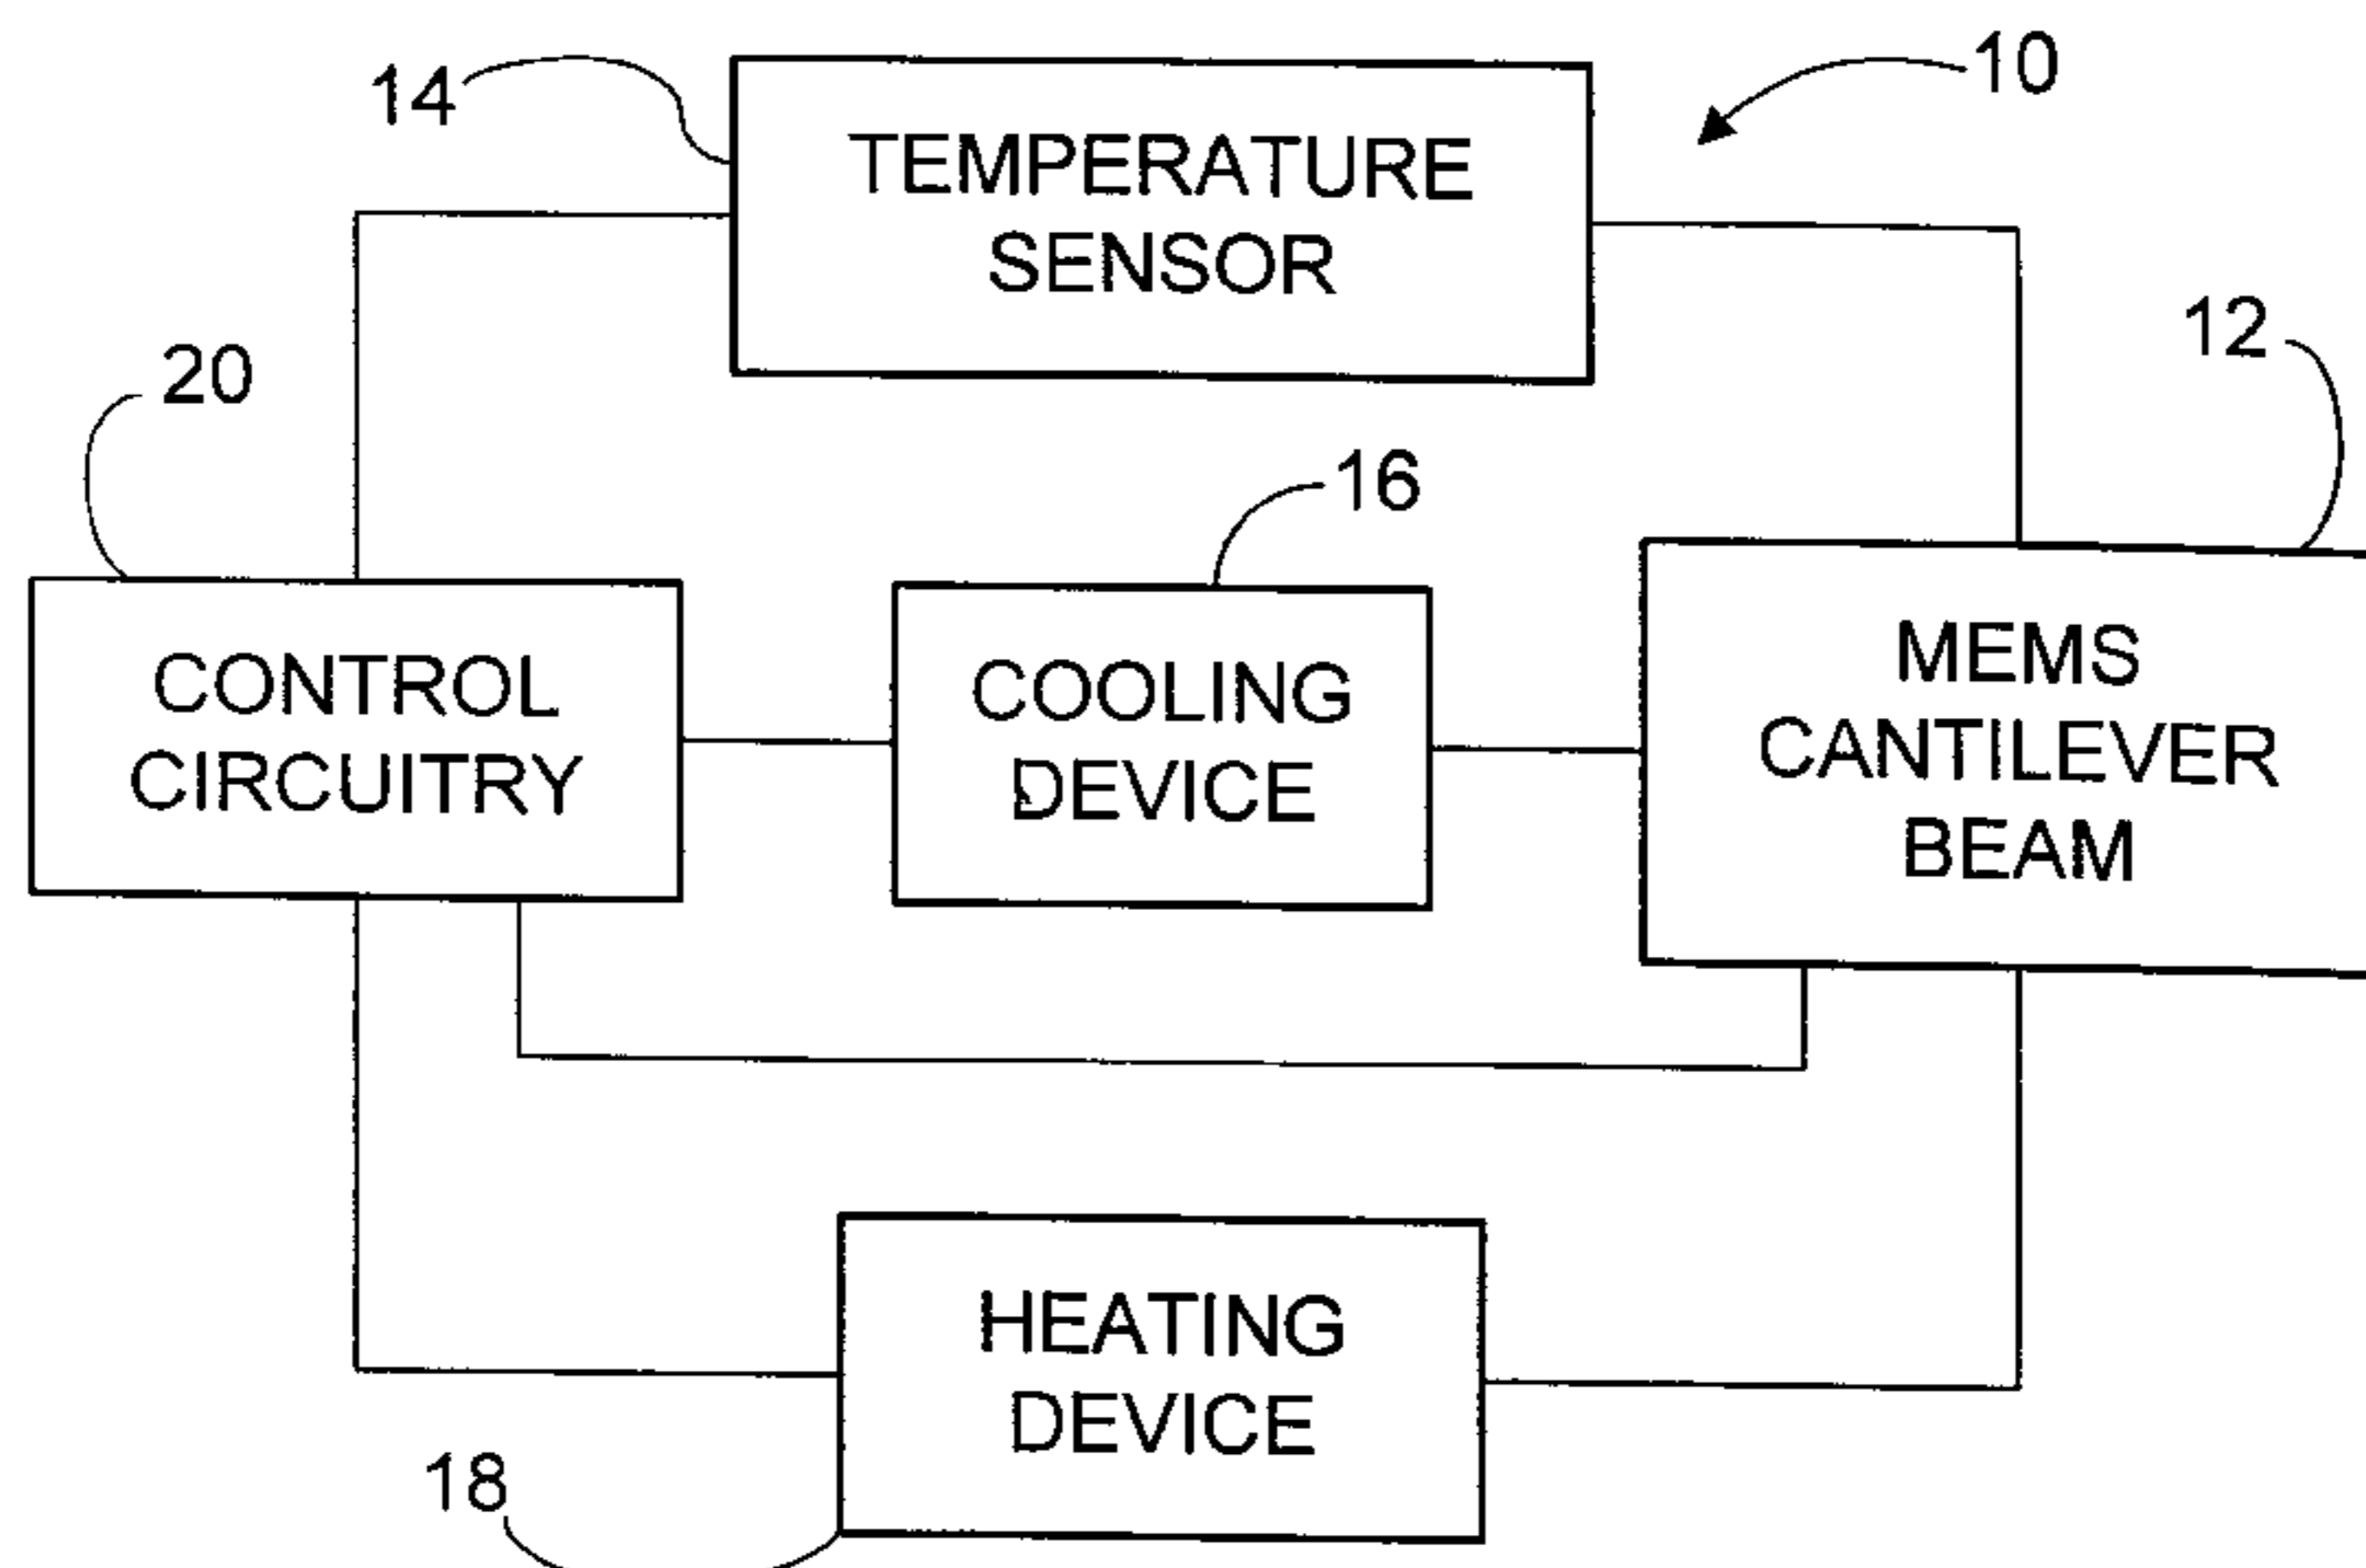 14
10
TEMPERATURE
SENSOR
20
12
16
CONTROL
CIRCUITRY
COOLING
DEVICE
MEMS
CANTILEVER
BEAM
HEATING
DEVICE
18